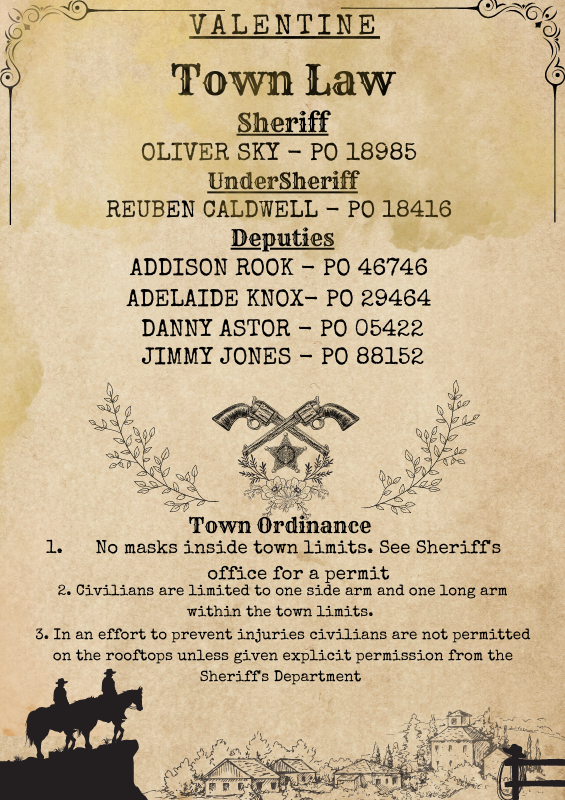 VALENTINE
Town Law
Sheriff
OLIVER SKY - PO 18985
UnderSheriff
REUBEN CALDWELL - PO 18416
Deputies
ADDISON ROOK - PO 46746
ADELAIDE KNOX- PO 29464
DANNY ASTOR - PO 05422
JIMMY JONES - PO 88152
Town Ordinance
1. No masks inside town limits. See Sheriff's
office for a permit
2. Civilians are limited to one side arm and one long arm
within the town limits.
3. In an effort to prevent injuries civilians are not permitted
on the rooftops unless given explicit permission from the
Sheriff's Department